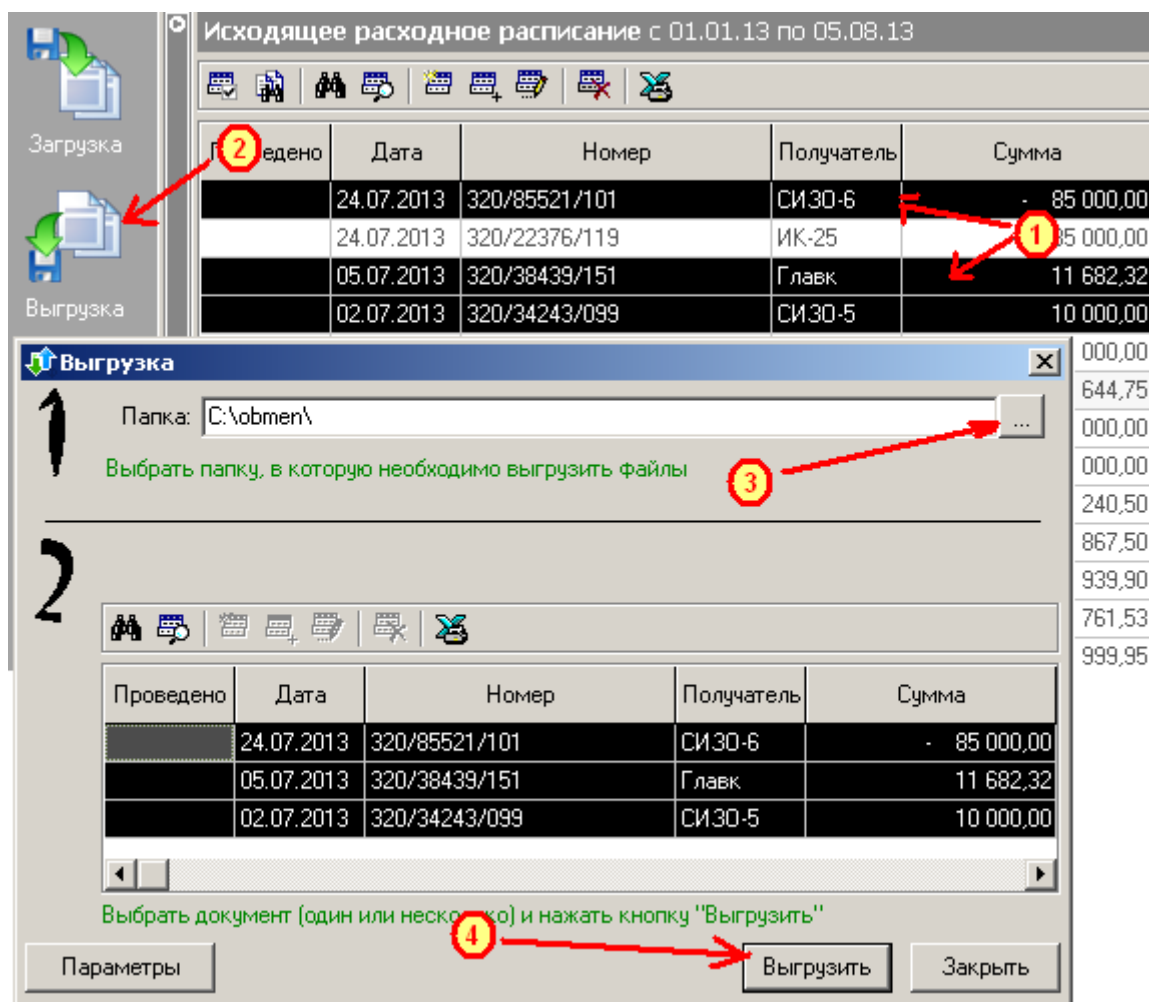 Исходящее расходное расписание с 01.01.13 по 05.08.13
Загрузка
2
едено Дата Номер Получатель Сумма
24.07.2013 320/85521/101 СИЗО-6 - 85 000,00
1
24.07.2013 320/22376/119 ИК-25 85 000,00
05.07.2013 320/38439/151 Главк 11 682,32
Выгрузка
02.07.2013 320/34243/099 СИЗО-5 10 000,00
000,00
644,75
000,00
000,00
240,50
867,50
939,90
761,53
999,95
Выгрузка
1
Папка: C:\obmen\ ...
Выбрать папку, в которую необходимо выгрузить файлы
3
2
Проведено Дата Номер Получатель Сумма
24.07.2013 320/85521/101 СИЗО-6 - 85 000,00
05.07.2013 320/38439/151 Главк 11 682,32
02.07.2013 320/34243/099 СИЗО-5 10 000,00
Выбрать документ (один или несколько) и нажать кнопку "Выгрузить"
4
Параметры Выгрузить Закрыть